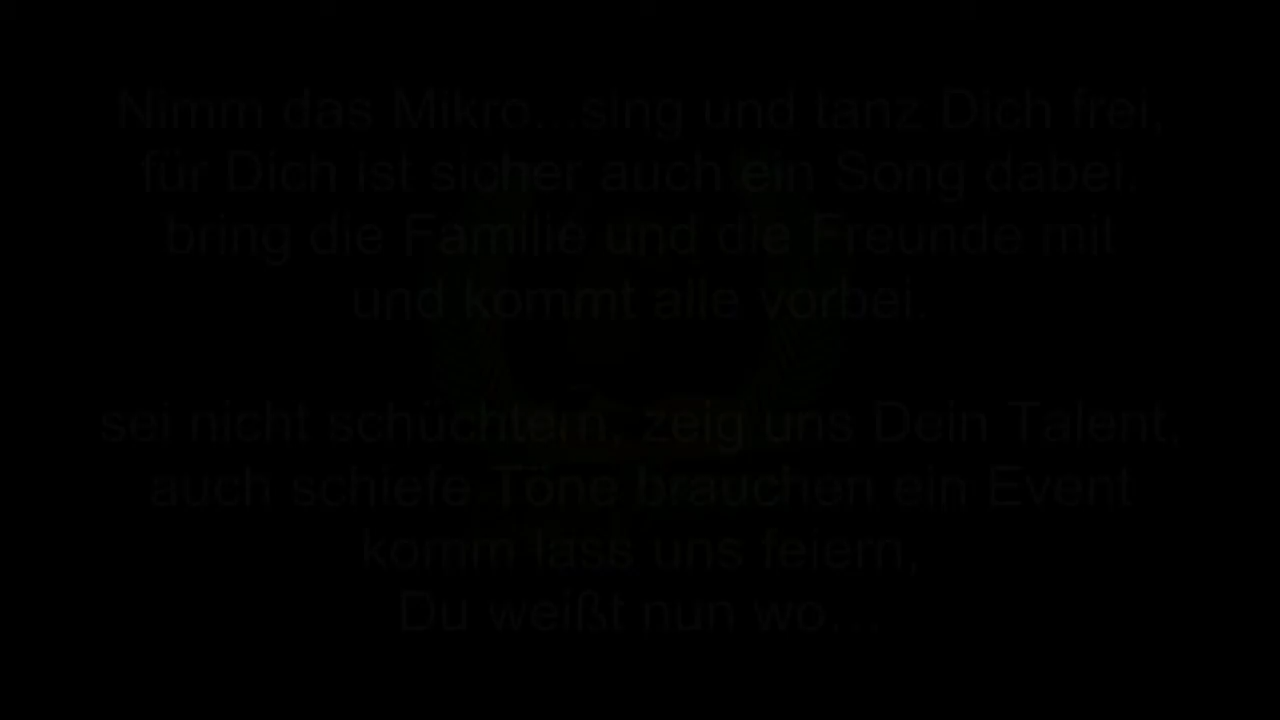 Nimm das Mikro...sing und tanz Dich frei,
für Dich ist sicher auch ein Song dabei.
bring die Familie und die Freunde mit
und kommt alle vorbei.
sei nicht schüchtern, zeig uns Dein Talent,
auch schiefe Töne brauchen ein Event
komm lass uns feiern,
Du weißt nun wo...